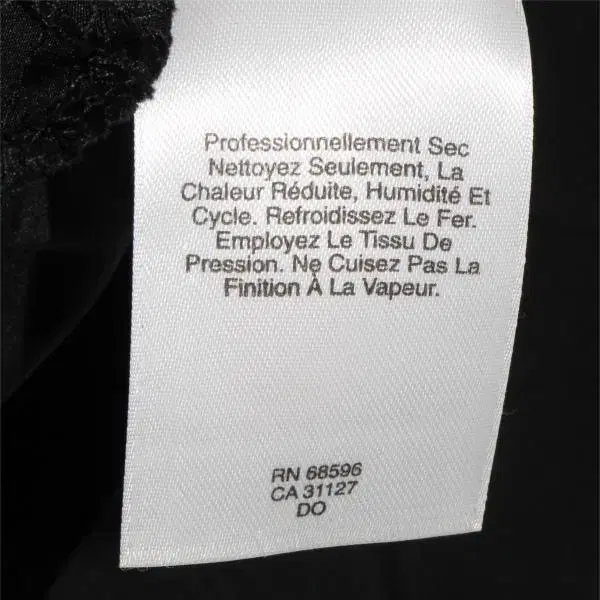 Professionnellement Sec
Nettoyez Seulement, La
Chaleur Réduite, Humidité Et
Cycle. Refroidissez Le Fer.
Employez Le Tissu De
Pression. Ne Cuisez Pas La
Finition À La Vapeur.
RN 68596
CA 31127
DO